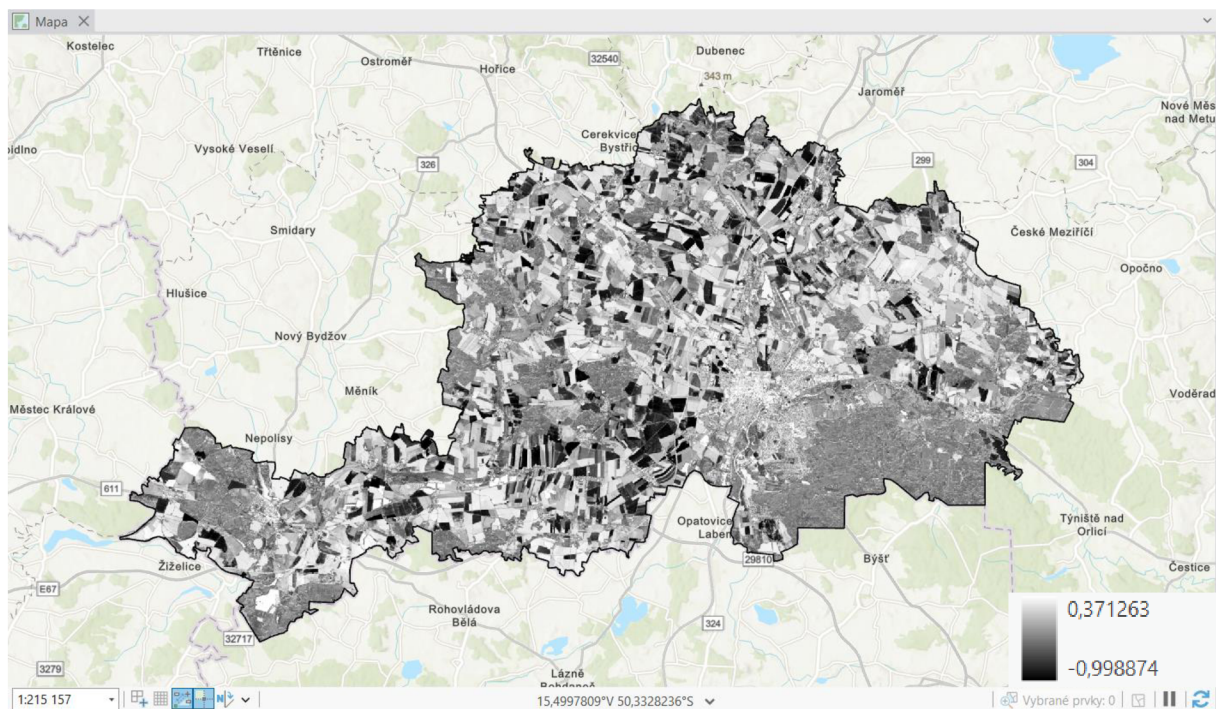 Mapa
Kostelec
Třtěnice
Ostroměř
Hořice
32540
Dubenec
343 m
Jaroměř
Nové Měs
nad Metu
idlno
Vysoké Veselí
326
Cerekvice
Bystřic
299
304
Smidary
České Meziříčí
Opočno
Hlušice
Nový Bydžov
Měník
Městec Králové
Voděrad
Nepolisy
611
Opatovice
Laben
Týniště nad
Orlicí
Žiželice
29810
Býšť
Čestice
E67
Rohovládova
Bělá
324
32717
3279
Lázně
Bohdaneč
0,371263
-0,998874
1:215 157
15,4997809°V 50,3328236°S
Vybrané prvky: 0